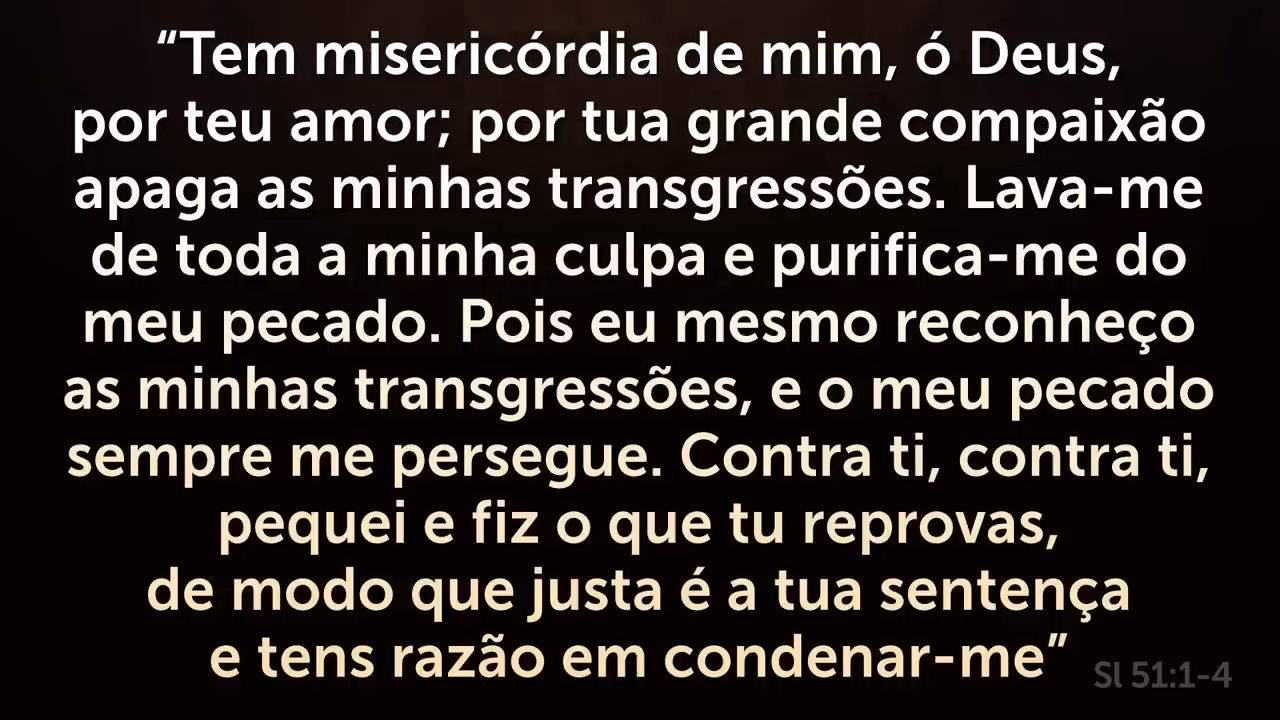 “Tem misericórdia de mim, ó Deus,
por teu amor; por tua grande compaixão
apaga as minhas transgressões. Lava-me
de toda a minha culpa e purifica-me do
meu pecado. Pois eu mesmo reconheço
as minhas transgressões, e o meu pecado
sempre me persegue. Contra ti, contra ti,
pequei e fiz o que tu reprovas,
de modo que justa é a tua sentença
e tens razão em condenar-me”
Sl 51:1-4